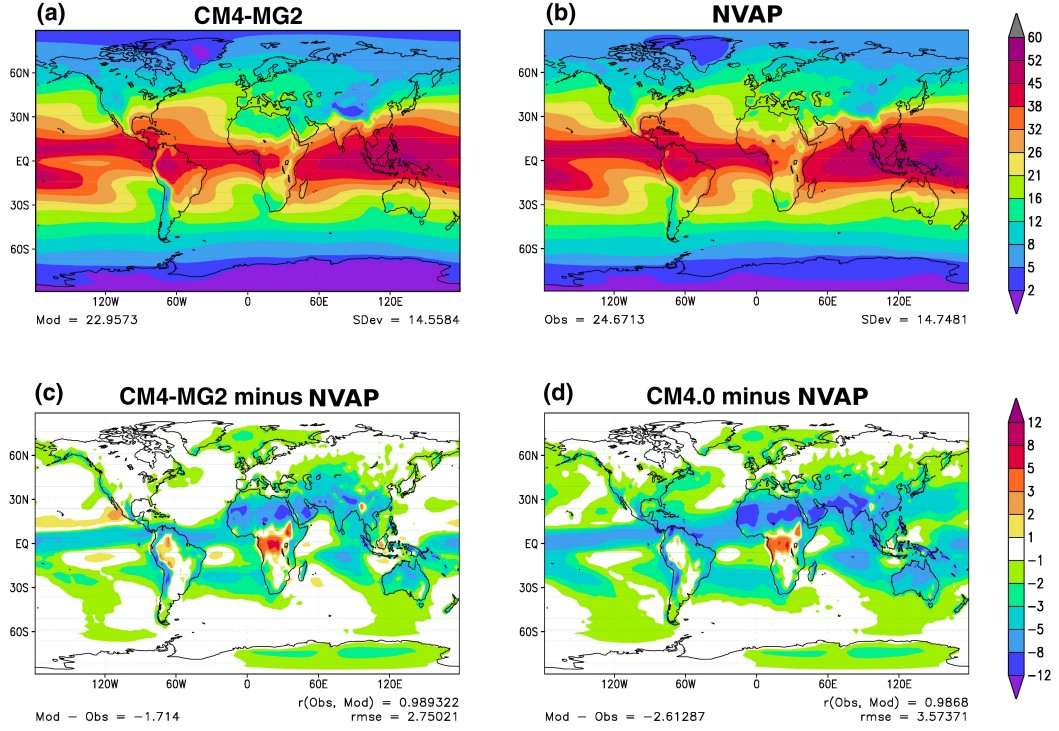 (a) CM4-MG2
(b) NVAP
60N
30N
EQ
30S
60S
120W 60W 0 60E 120E
Mod = 22.9573 SDev = 14.5584
60N
30N
EQ
30S
60S
120W 60W 0 60E 120E
Obs = 24.6713 SDev = 14.7481
60
52
45
38
32
26
21
16
12
8
5
2
(c) CM4-MG2 minus NVAP
(d) CM4.0 minus NVAP
60N
30N
EQ
30S
60S
120W 60W 0 60E 120E
r(Obs, Mod) = 0.989322
Mod - Obs = -1.714 rmse = 2.75021
60N
30N
EQ
30S
60S
120W 60W 0 60E 120E
r(Obs, Mod) = 0.9868
Mod - Obs = -2.61287 rmse = 3.57371
12
8
5
3
2
1
-1
-2
-3
-5
-8
-12